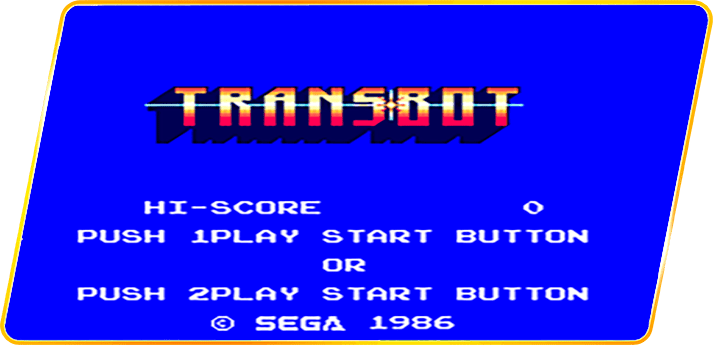 TRANSBOT
HI-SCORE 0
PUSH 1PLAY START BUTTON
OR
PUSH 2PLAY START BUTTON
© SEGA 1986